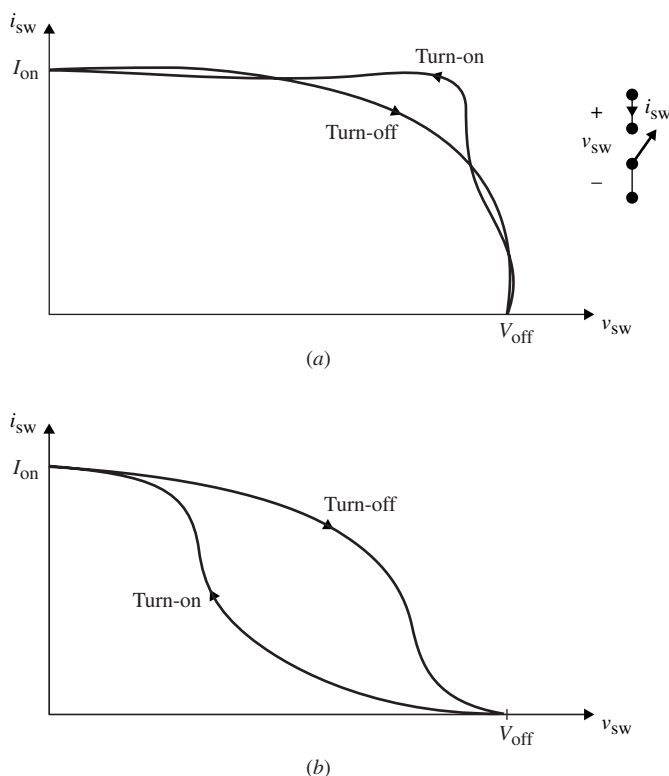 i_sw
I_on
Turn-on
Turn-off
+
i_sw
v_sw
−
V_off
v_sw
(a)
i_sw
I_on
Turn-off
Turn-on
V_off
v_sw
(b)